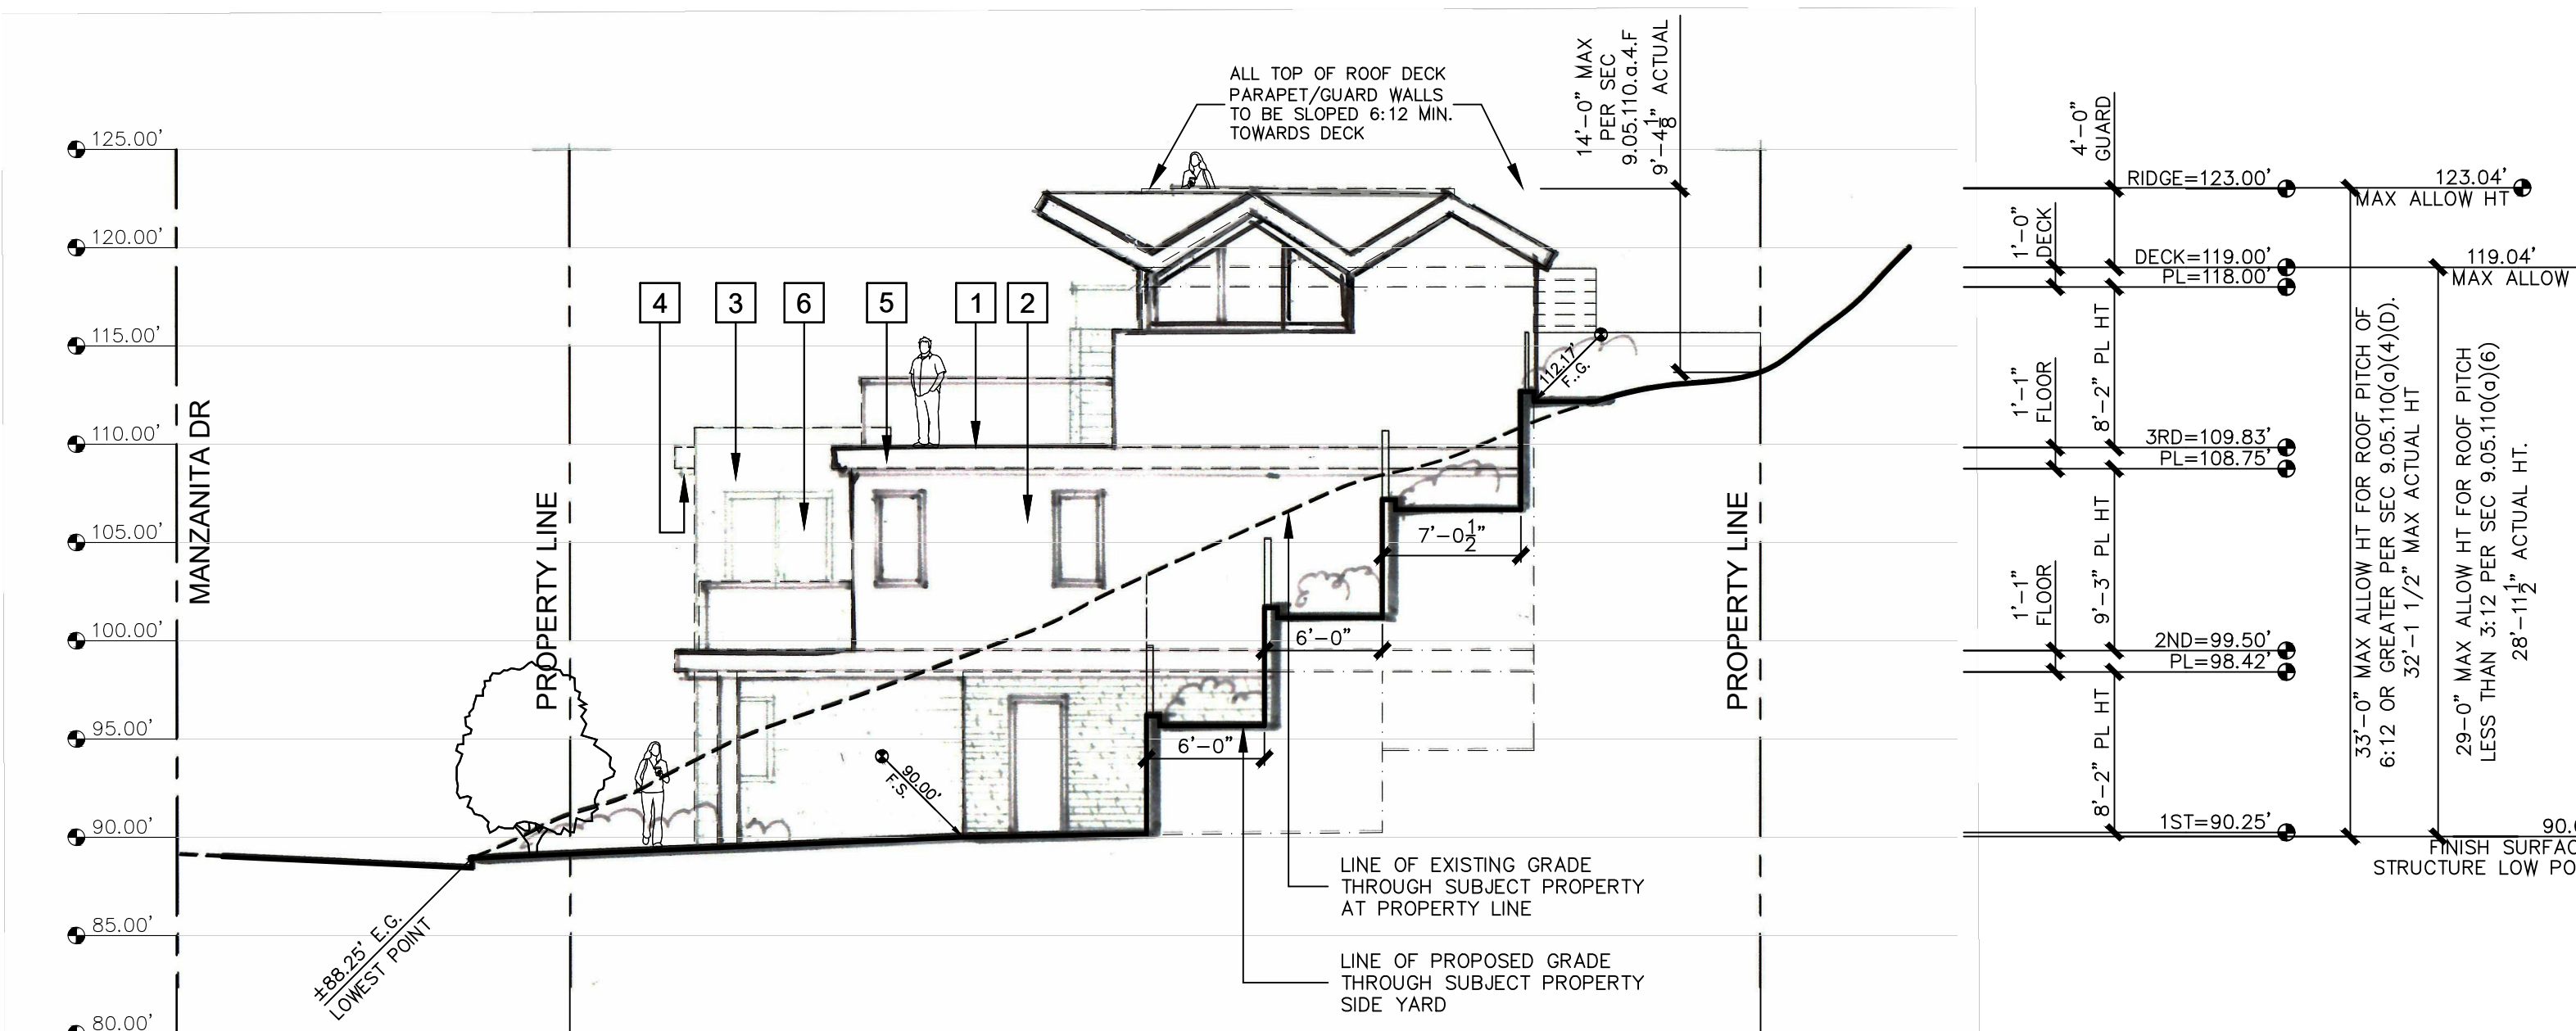 ALL TOP OF ROOF DECK
PARAPET/GUARD WALLS
TO BE SLOPED 6:12 MIN.
TOWARDS DECK
14'-0" MAX
PER SEC
9.05.110.a.4.F
9'-4 1/8" ACTUAL
125.00'
120.00'
115.00'
110.00'
105.00'
100.00'
95.00'
90.00'
85.00'
80.00'
MANZANITA DR
PROPERTY LINE
4
3
6
5
1
2
112.17'
F..G.
7'-0 1/2"
6'-0"
6'-0"
90.00'
F.S.
PROPERTY LINE
±88.25' E.G.
LOWEST POINT
LINE OF EXISTING GRADE
THROUGH SUBJECT PROPERTY
AT PROPERTY LINE
LINE OF PROPOSED GRADE
THROUGH SUBJECT PROPERTY
SIDE YARD
4'-0"
GUARD
1'-0"
DECK
1'-1"
FLOOR
1'-1"
FLOOR
8'-2" PL HT
9'-3" PL HT
8'-2" PL HT
RIDGE=123.00'
DECK=119.00'
PL=118.00'
3RD=109.83'
PL=108.75'
2ND=99.50'
PL=98.42'
1ST=90.25'
123.04'
MAX ALLOW HT
119.04'
MAX ALLOW
33'-0" MAX ALLOW HT FOR ROOF PITCH OF
6:12 OR GREATER PER SEC 9.05.110(a)(4)(D).
32'-1 1/2" MAX ACTUAL HT
29-0" MAX ALLOW HT FOR ROOF PITCH
LESS THAN 3:12 PER SEC 9.05.110(a)(6)
28'-11 1/2" ACTUAL HT.
90.
FINISH SURFAC
STRUCTURE LOW PO